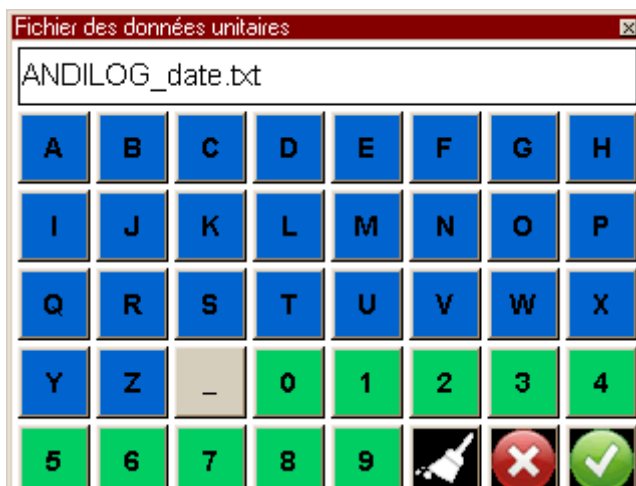 Fichier des données unitaires
ANDILOG_date.txt
A B C D E F G H
I J K L M N O P
Q R S T U V W X
Y Z _ 0 1 2 3 4
5 6 7 8 9